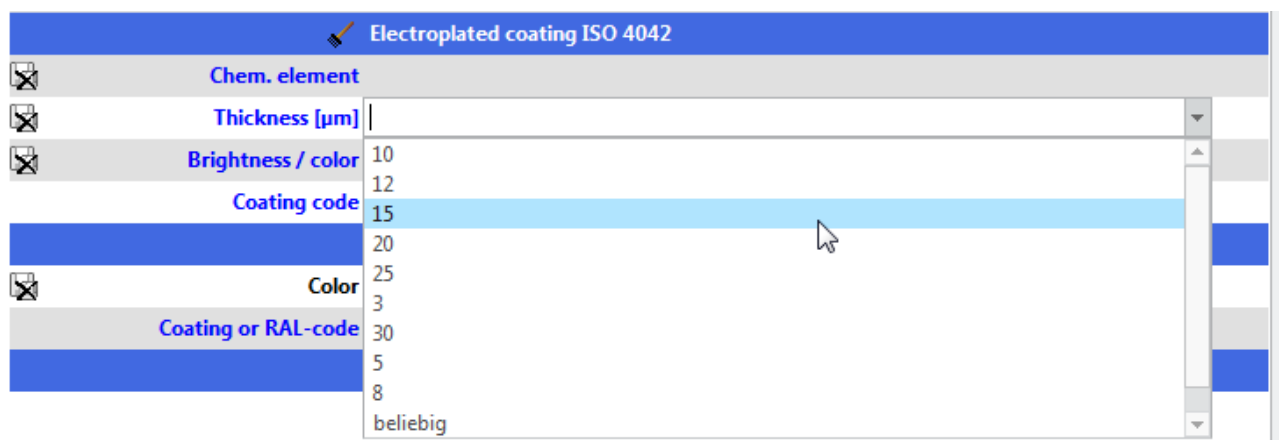 Electroplated coating ISO 4042
Chem. element
Thickness [µm]
Brightness / color
Coating code
Color
Coating or RAL-code
10
12
15
20
25
3
30
5
8
beliebig